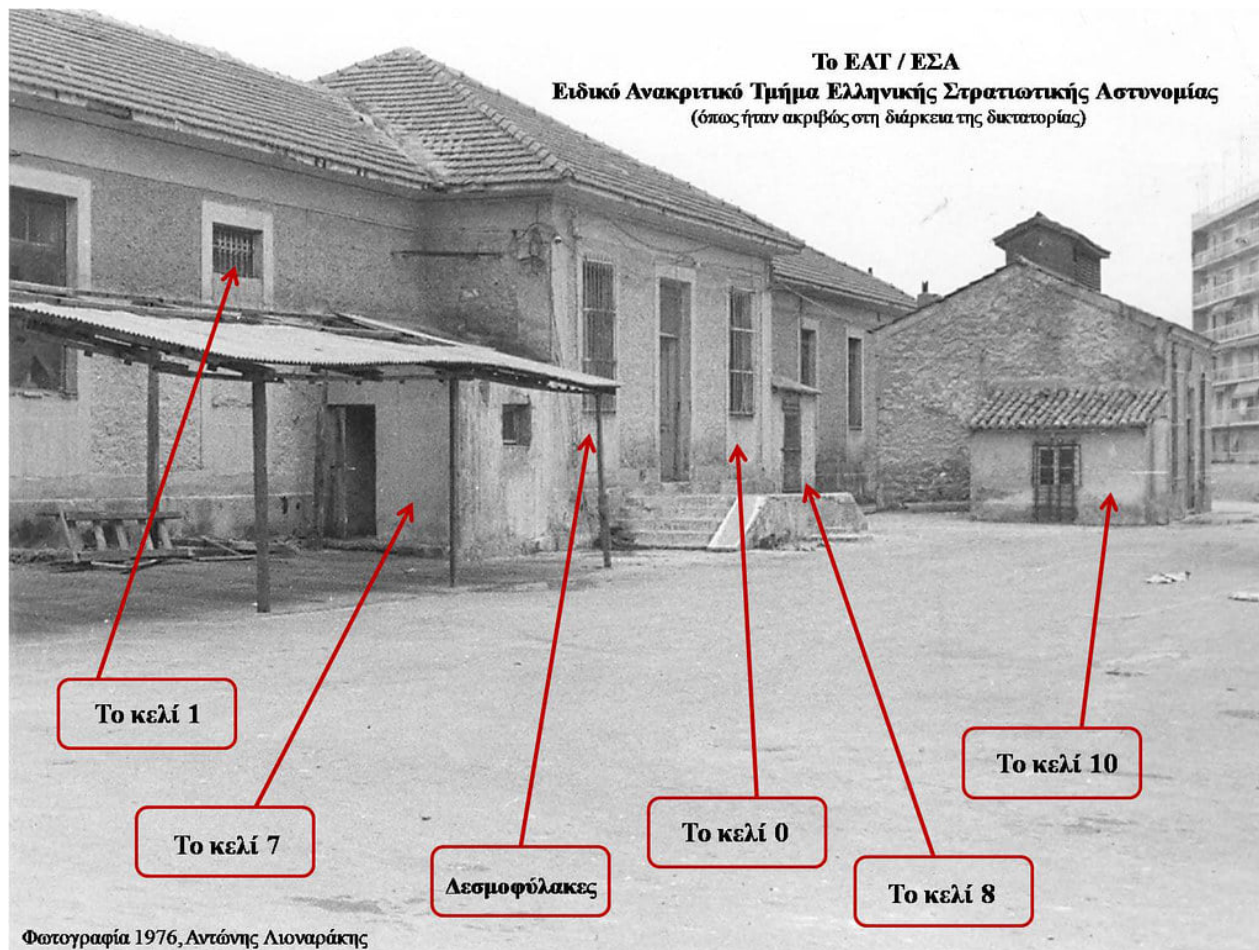 Το ΕΑΤ / ΕΣΑ
Ειδικό Ανακριτικό Τμήμα Ελληνικής Στρατιωτικής Αστυνομίας
(όπως ήταν ακριβώς στη διάρκεια της δικτατορίας)
Το κελί 1
Το κελί 7
Δεσμοφύλακες
Το κελί 0
Το κελί 8
Το κελί 10
Φωτογραφία 1976, Αντώνης Λιοναράκης